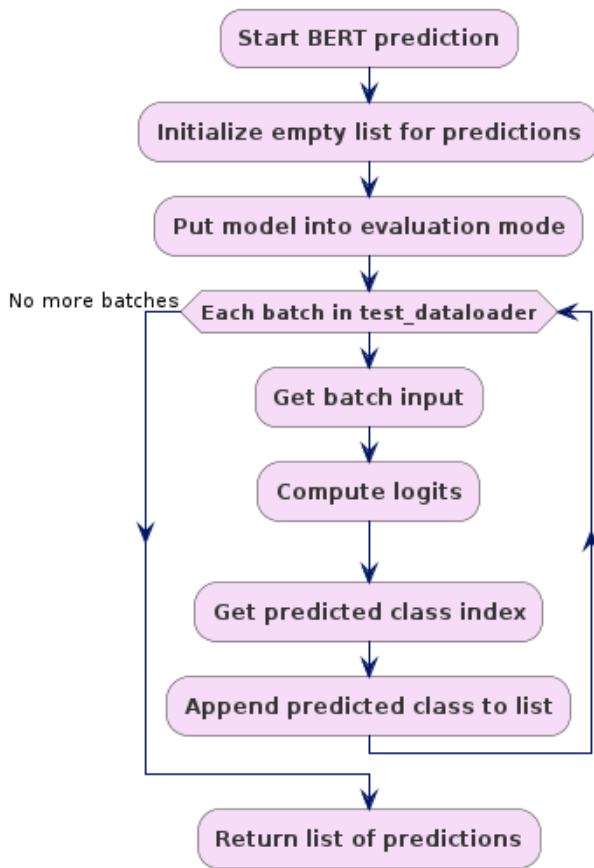 Start BERT prediction
Initialize empty list for predictions
Put model into evaluation mode
No more batches
Each batch in test_dataloader
Get batch input
Compute logits
Get predicted class index
Append predicted class to list
Return list of predictions